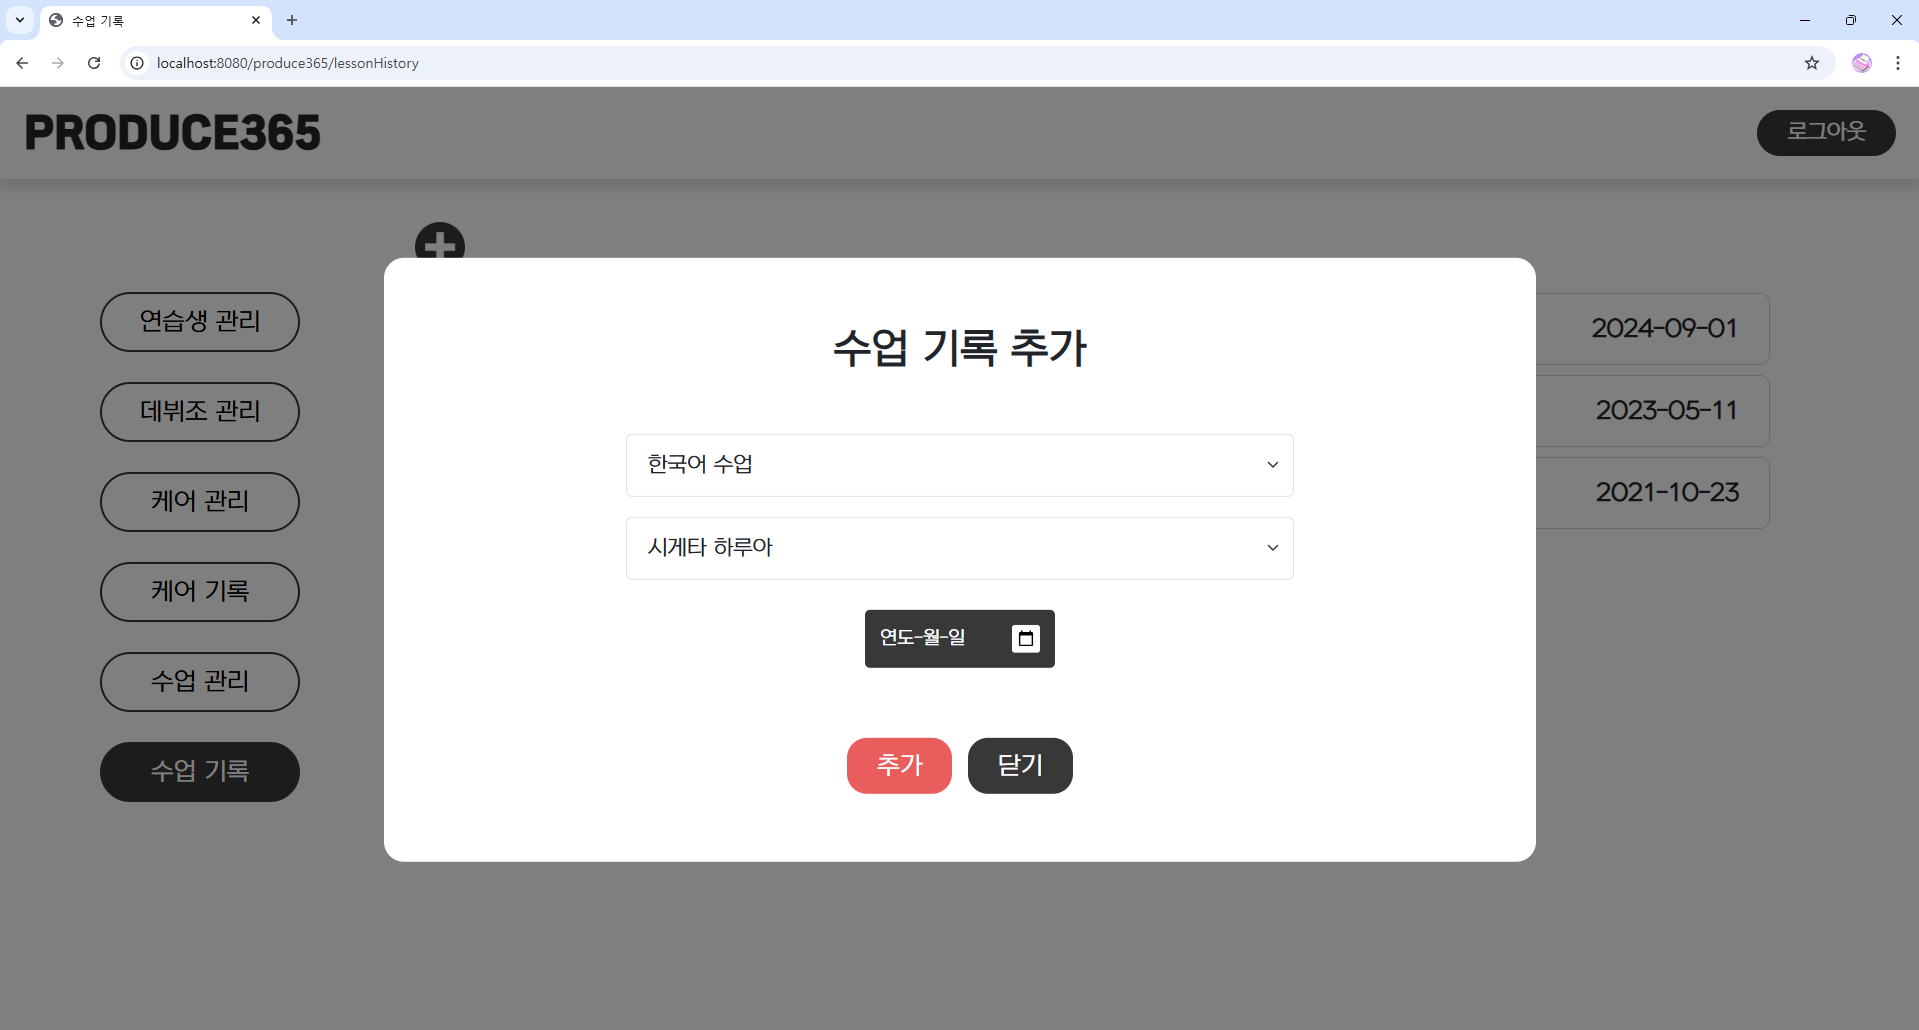 수업 기록
localhost:8080/produce365/lessonHistory
PRODUCE365
로그아웃
연습생 관리
데뷔조 관리
케어 관리
케어 기록
수업 관리
수업 기록
수업 기록 추가
한국어 수업
시게타 하루아
연도-월-일
추가 닫기
2024-09-01
2023-05-11
2021-10-23